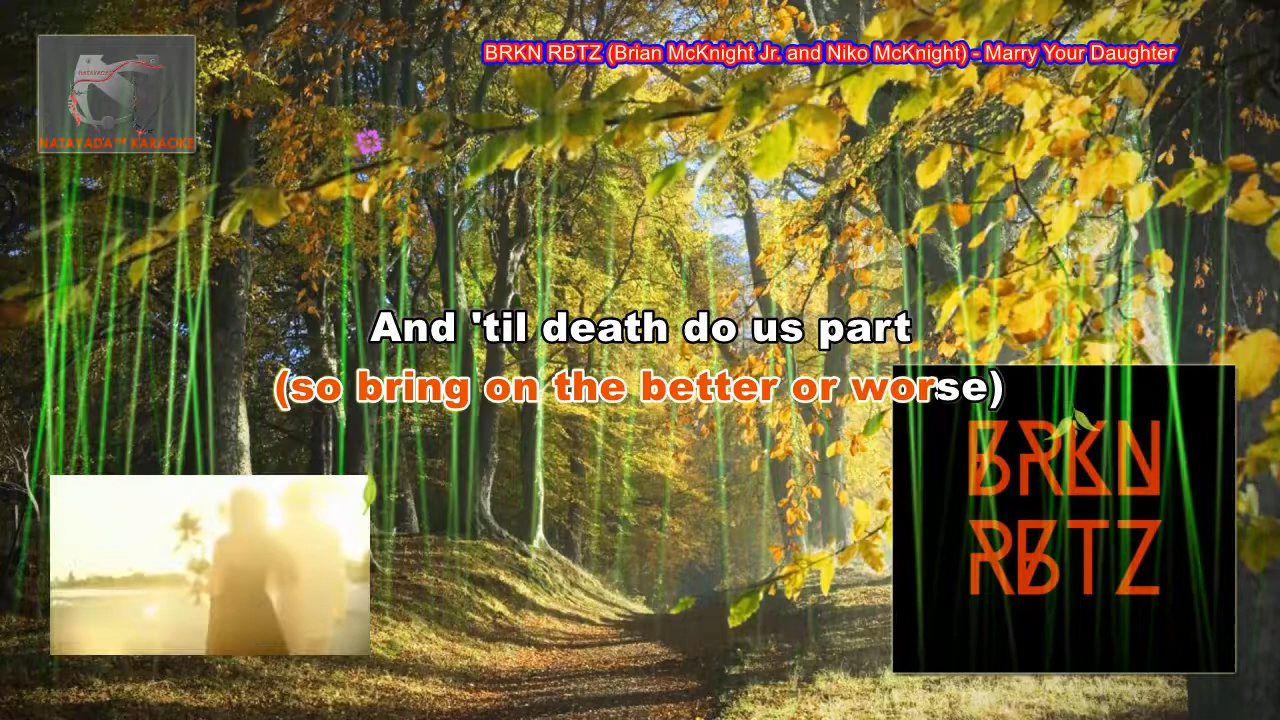 BRKN RBTZ (Brian McKnight Jr. and Niko McKnight) - Marry Your Daughter
NATAYADA™ KARAOKE
And 'til death do us part
(so bring on the better or worse)
BRKN
RBTZ